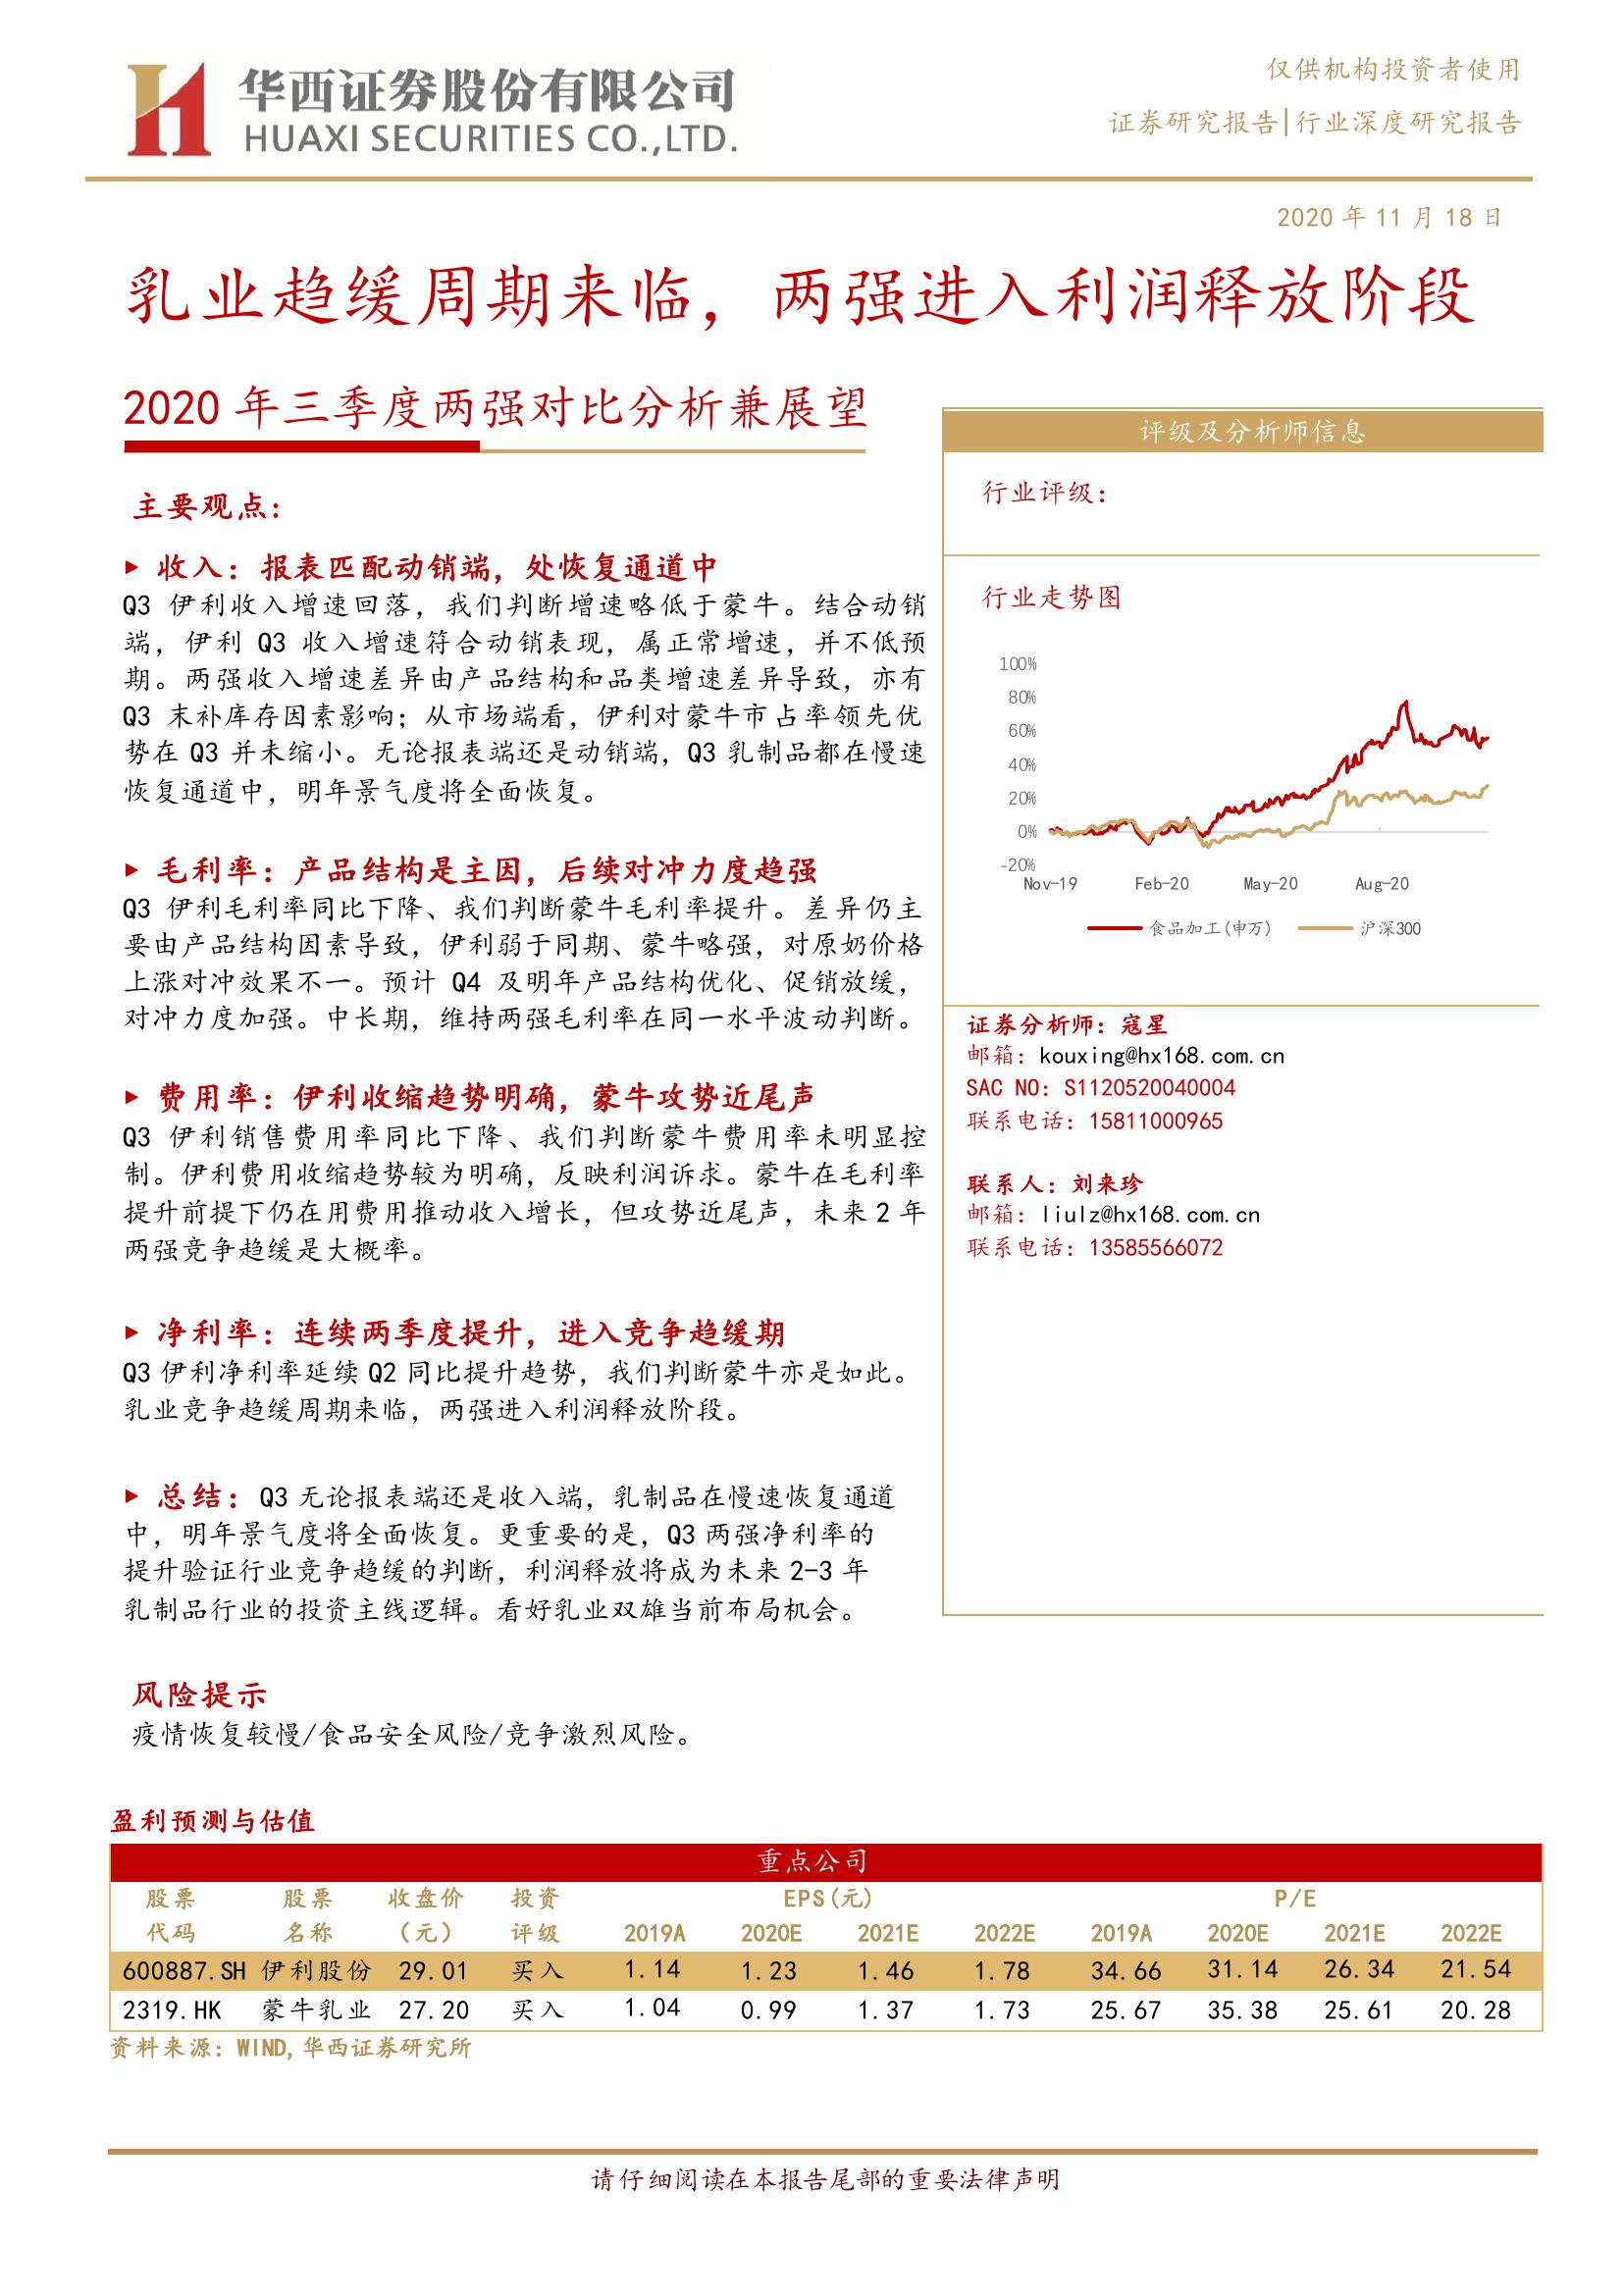 华西证券股份有限公司
HUAXI SECURITIES CO.,LTD.
仅供机构投资者使用
证券研究报告|行业深度研究报告
2020 年 11 月 18 日
乳业趋缓周期来临，两强进入利润释放阶段
2020 年三季度两强对比分析兼展望
主要观点：
▶ 收入：报表匹配动销端，处恢复通道中
Q3 伊利收入增速回落，我们判断增速略低于蒙牛。结合动销
端，伊利 Q3 收入增速符合动销表现，属正常增速，并不低预
期。两强收入增速差异由产品结构和品类增速差异导致，亦有
Q3 末补库存因素影响；从市场端看，伊利对蒙牛市占率领先优
势在 Q3 并未缩小。无论报表端还是动销端，Q3 乳制品都在慢速
恢复通道中，明年景气度将全面恢复。
▶ 毛利率：产品结构是主因，后续对冲力度趋强
Q3 伊利毛利率同比下降、我们判断蒙牛毛利率提升。差异仍主
要由产品结构因素导致，伊利弱于同期、蒙牛略强，对原奶价格
上涨对冲效果不一。预计 Q4 及明年产品结构优化、促销放缓，
对冲力度加强。中长期，维持两强毛利率在同一水平波动判断。
▶ 费用率：伊利收缩趋势明确，蒙牛攻势近尾声
Q3 伊利销售费用率同比下降、我们判断蒙牛费用率未明显控
制。伊利费用收缩趋势较为明确，反映利润诉求。蒙牛在毛利率
提升前提下仍在用费用推动收入增长，但攻势近尾声，未来 2 年
两强竞争趋缓是大概率。
▶ 净利率：连续两季度提升，进入竞争趋缓期
Q3 伊利净利率延续 Q2 同比提升趋势，我们判断蒙牛亦是如此。
乳业竞争趋缓周期来临，两强进入利润释放阶段。
▶ 总结：Q3 无论报表端还是收入端，乳制品在慢速恢复通道
中，明年景气度将全面恢复。更重要的是，Q3 两强净利率的
提升验证行业竞争趋缓的判断，利润释放将成为未来 2-3 年
乳制品行业的投资主线逻辑。看好乳业双雄当前布局机会。
风险提示
疫情恢复较慢/食品安全风险/竞争激烈风险。
评级及分析师信息
行业评级：
行业走势图
100%
80%
60%
40%
20%
0%
-20%
Nov-19 Feb-20 May-20 Aug-20
食品加工(申万) 沪深300
证券分析师：寇星
邮箱：kouxing@hx168.com.cn
SAC NO：S1120520040004
联系电话：15811000965
联系人：刘来珍
邮箱：liulz@hx168.com.cn
联系电话：13585566072
盈利预测与估值
重点公司
股票 股票 收盘价 投资 EPS(元) P/E
代码 名称 （元） 评级 2019A 2020E 2021E 2022E 2019A 2020E 2021E 2022E
600887.SH 伊利股份 29.01 买入 1.14 1.23 1.46 1.78 34.66 31.14 26.34 21.54
2319.HK 蒙牛乳业 27.20 买入 1.04 0.99 1.37 1.73 25.67 35.38 25.61 20.28
资料来源：WIND,华西证券研究所
请仔细阅读在本报告尾部的重要法律声明